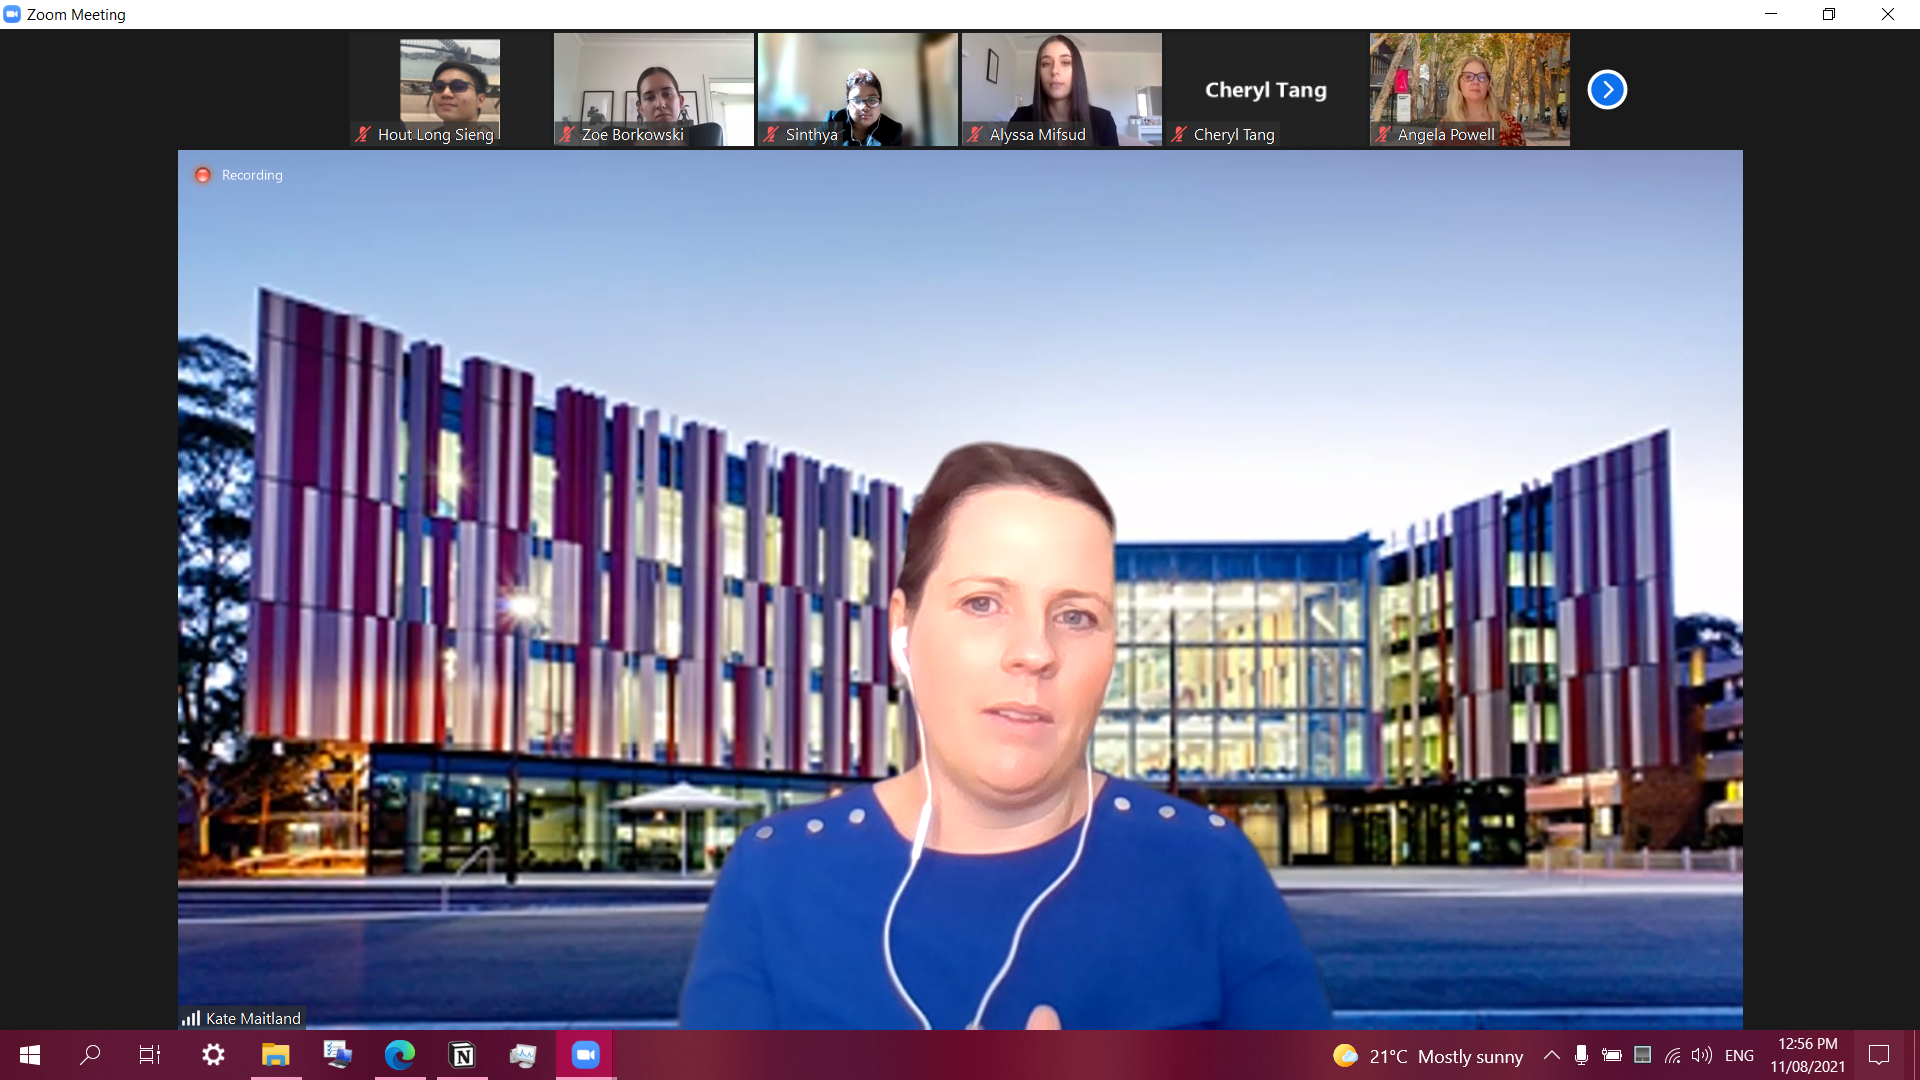 Zoom Meeting
Cheryl Tang
Hout Long Sieng
Zoe Borkowski
Sinthya
Alyssa Mifsud
Cheryl Tang
Angela Powell
Recording
Kate Maitland
21°C Mostly sunny
ENG
12:56 PM
11/08/2021